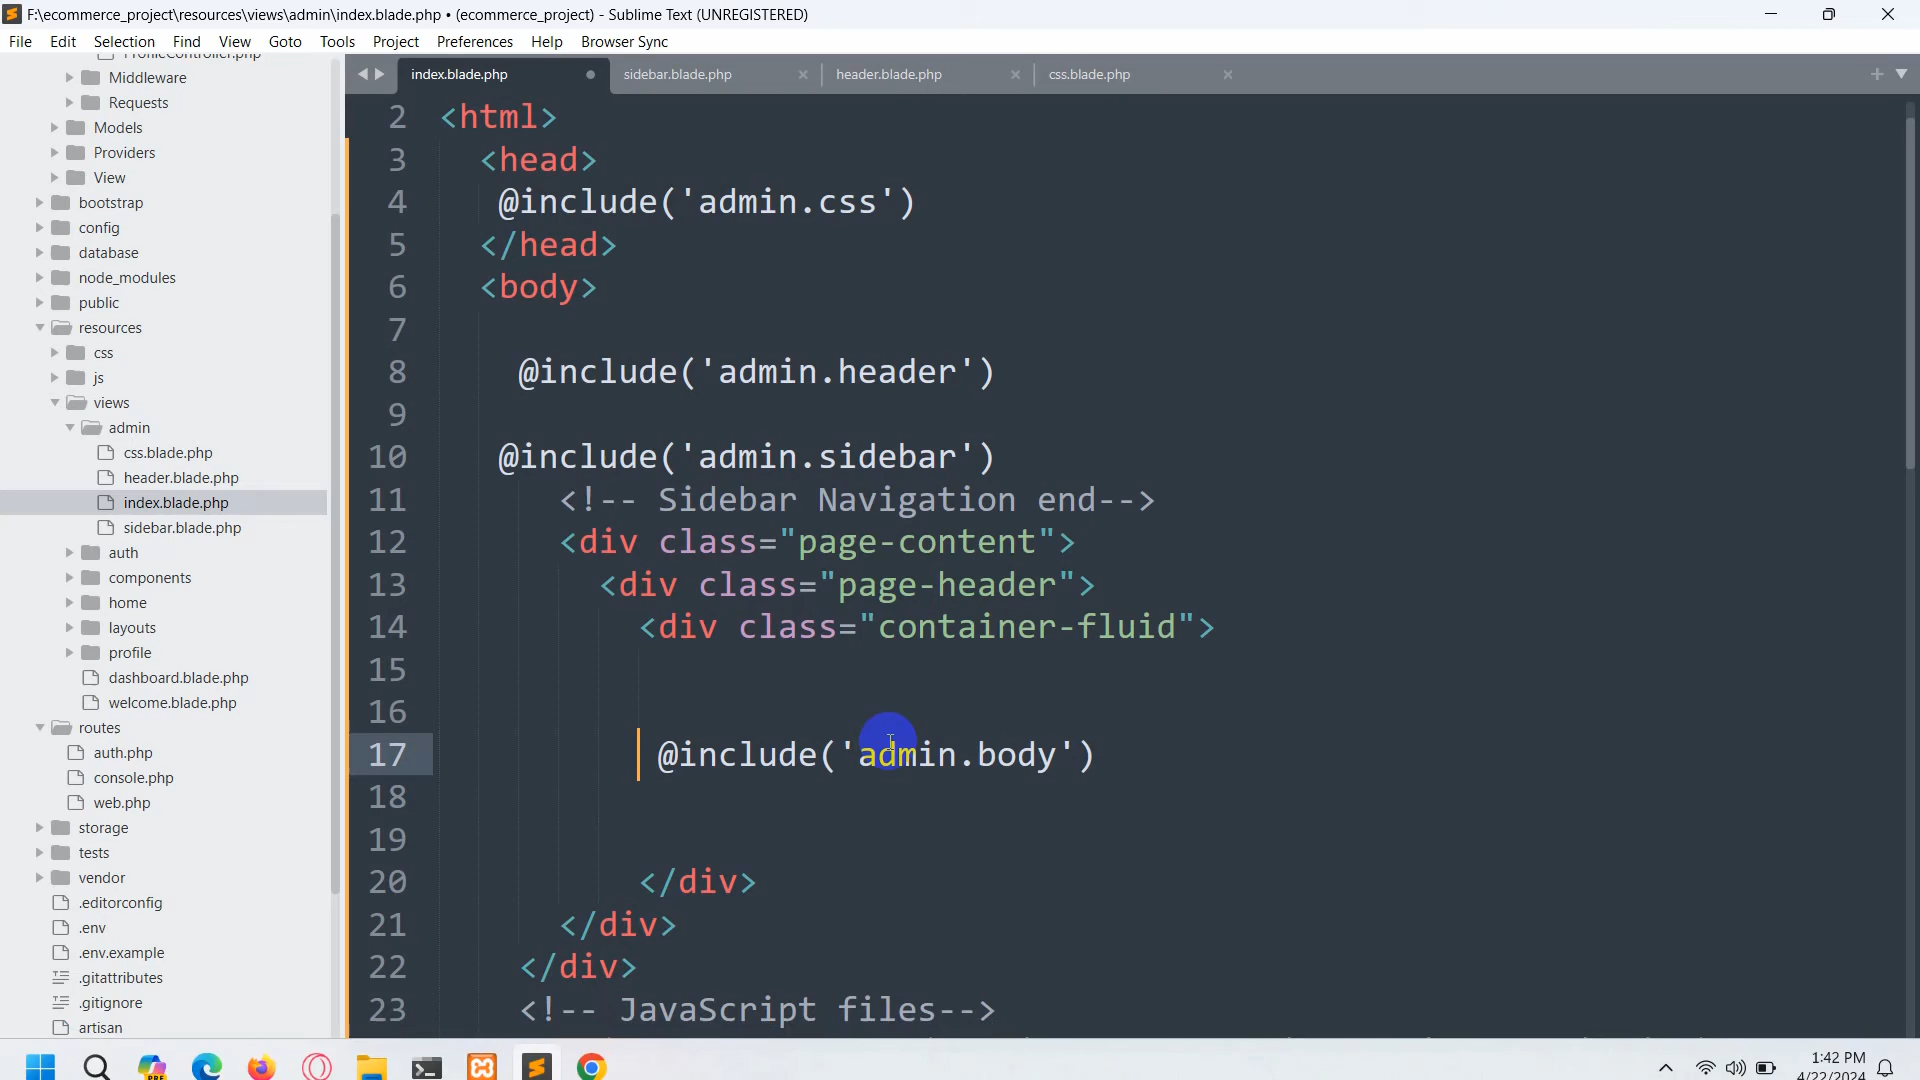 F:\ecommerce_project\resources\views\admin\index.blade.php • (ecommerce_project) - Sublime Text (UNREGISTERED)
File Edit Selection Find View Goto Tools Project Preferences Help Browser Sync
ProfileController.php
Middleware
Requests
Models
Providers
View
bootstrap
config
database
node_modules
public
resources
css
js
views
admin
css.blade.php
header.blade.php
index.blade.php
sidebar.blade.php
auth
components
home
layouts
profile
dashboard.blade.php
welcome.blade.php
routes
auth.php
console.php
web.php
storage
tests
vendor
.editorconfig
.env
.env.example
.gitattributes
.gitignore
artisan
index.blade.php sidebar.blade.php header.blade.php css.blade.php
2 <html>
3 <head>
4 @include('admin.css')
5 </head>
6 <body>
7
8 @include('admin.header')
9
10 @include('admin.sidebar')
11 <!-- Sidebar Navigation end-->
12 <div class="page-content">
13 <div class="page-header">
14 <div class="container-fluid">
15
16
17 @include('admin.body')
18
19
20 </div>
21 </div>
22 </div>
23 <!-- JavaScript files-->
PRE
1:42 PM
4/22/2024